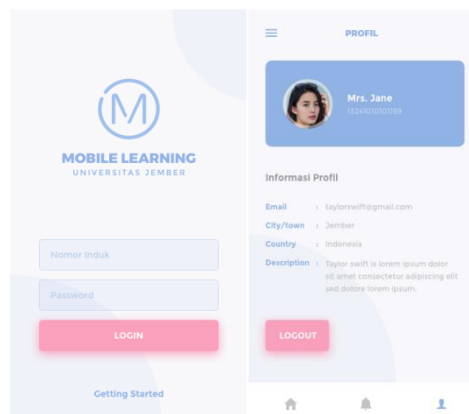 M
MOBILE LEARNING
UNIVERSITAS JEMBER
Nomor Induk
Password
LOGIN
Getting Started
PROFIL
Mrs. Jane
Informasi Profil
Email : taylorswift@gmail.com
City/town : Jember
Country : Indonesia
Description : Taylor swift is lorem ipsum dolor
sit amet consectetur adipiscing elit
sed dolore lorem ipsum.
LOGOUT